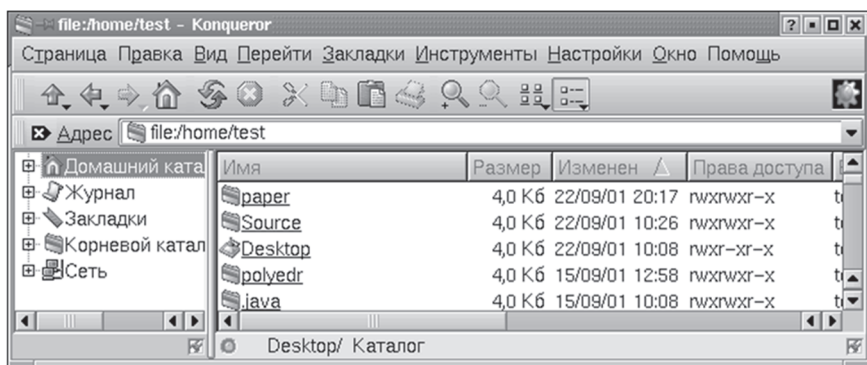 file:/home/test - Konqueror
Страница Правка Вид Перейти Закладки Инструменты Настройки Окно Помощь
Адрес file:/home/test
Домашний ката Имя Размер Изменен Права доступа
Журнал paper 4,0 Кб 22/09/01 20:17 rwxrwxr-x
Закладки Source 4,0 Кб 22/09/01 10:26 rwxrwxr-x
Корневой катал Desktop 4,0 Кб 22/09/01 10:08 rwxr-xr-x
Сеть polyedr 4,0 Кб 15/09/01 12:58 rwxrwxr-x
.java 4,0 Кб 15/09/01 10:08 rwxrwxr-x
Desktop/ Каталог